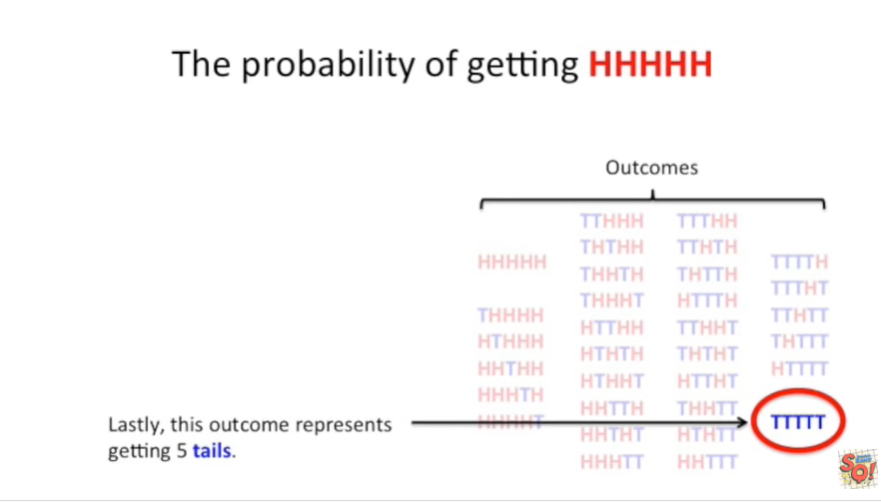 The probability of getting HHHHH
Outcomes
HHHHH
THHHH
HTHHH
HHTHH
HHHTH
HHHHT
TTHHH
THTHH
THHTH
THHHT
HTTHH
HTHTH
HTHHT
HHTTH
HHTHT
HHHTT
TTTHH
TTHTH
THTTH
HTTTH
TTHHT
THTHT
HTTHT
THHTT
HTHTT
HHTTT
TTTTH
TTTHT
TTHTT
THTTT
HTTTT
TTTTT
Lastly, this outcome represents
getting 5 tails.
SO!